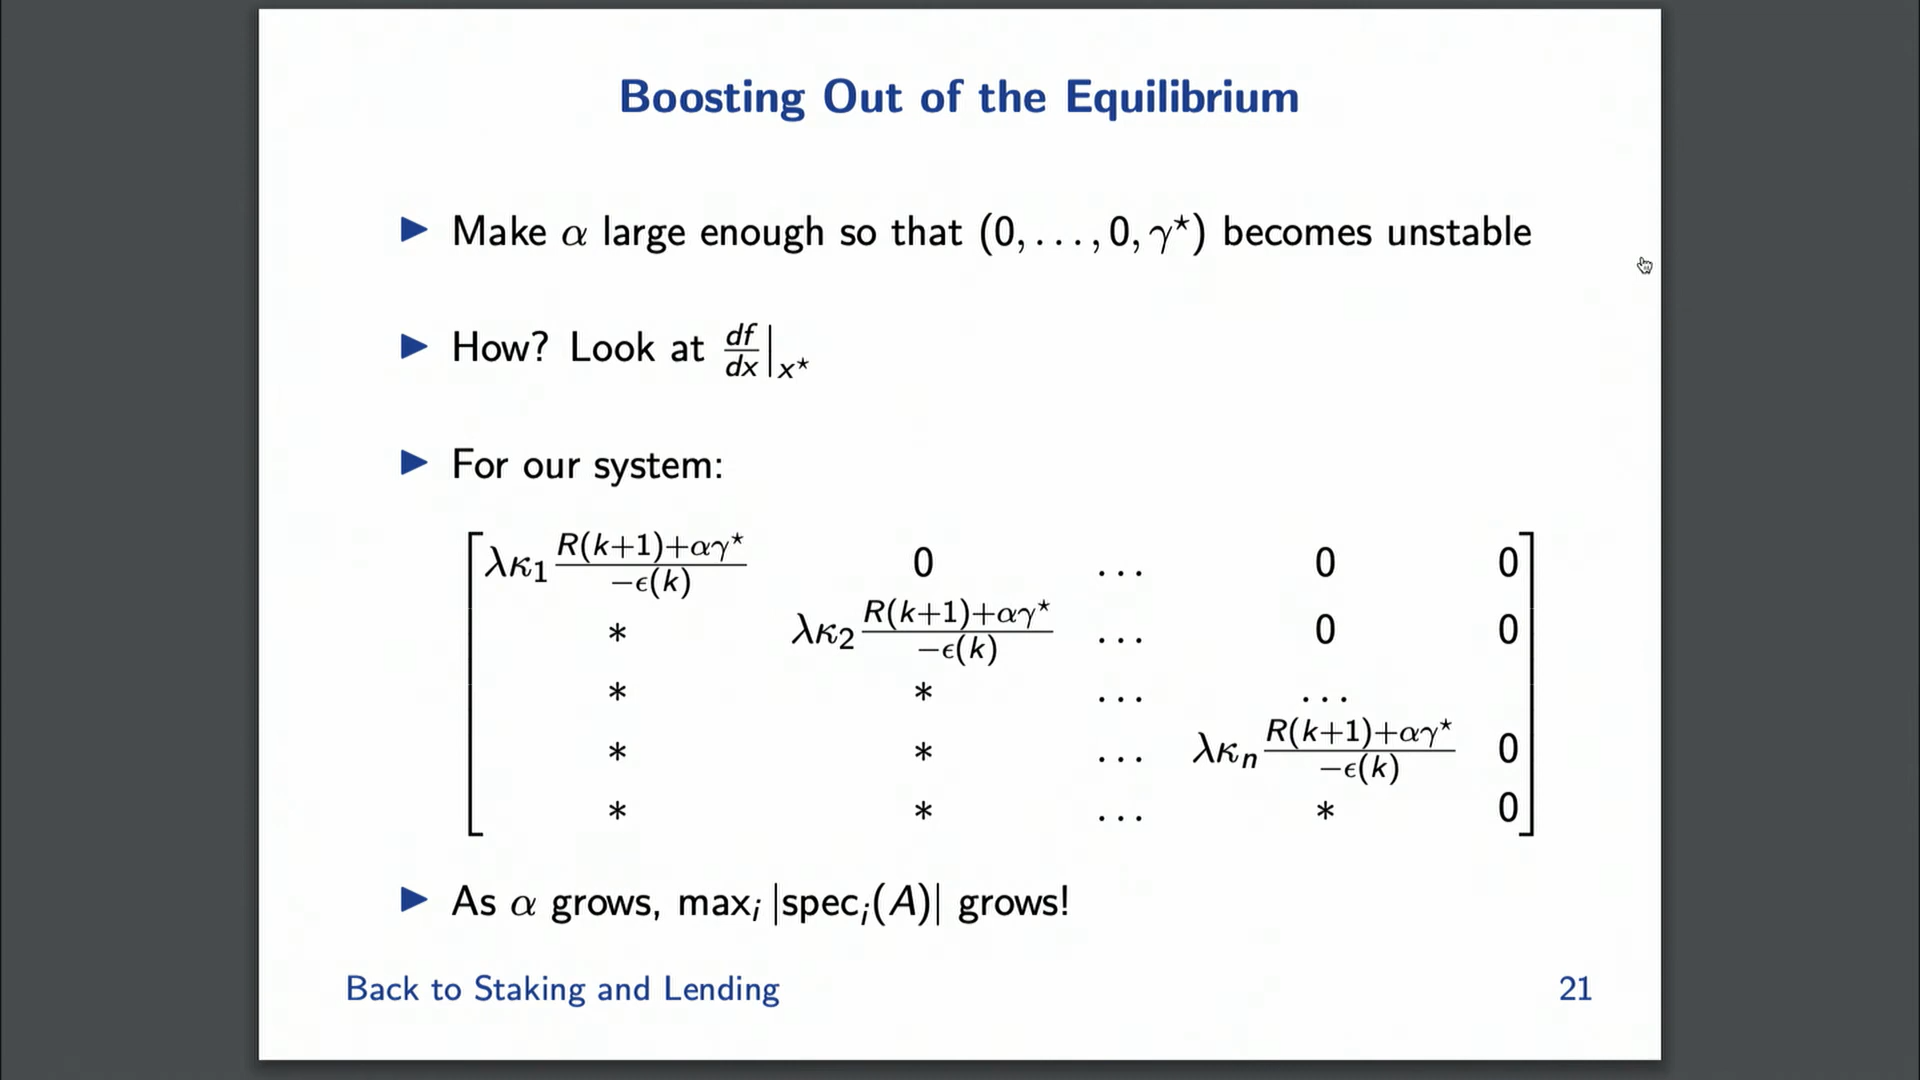 Boosting Out of the Equilibrium
Make α large enough so that (0, . . . , 0, γ⋆) becomes unstable
How? Look at df/dx|x⋆
For our system:
λκ1 R(k+1)+αγ⋆/−ϵ(k) 0 . . . 0 0
* λκ2 R(k+1)+αγ⋆/−ϵ(k) . . . 0 0
* * . . . . . .
* * . . . λκn R(k+1)+αγ⋆/−ϵ(k) 0
* * . . . * 0
As α grows, maxi |speci(A)| grows!
Back to Staking and Lending 21